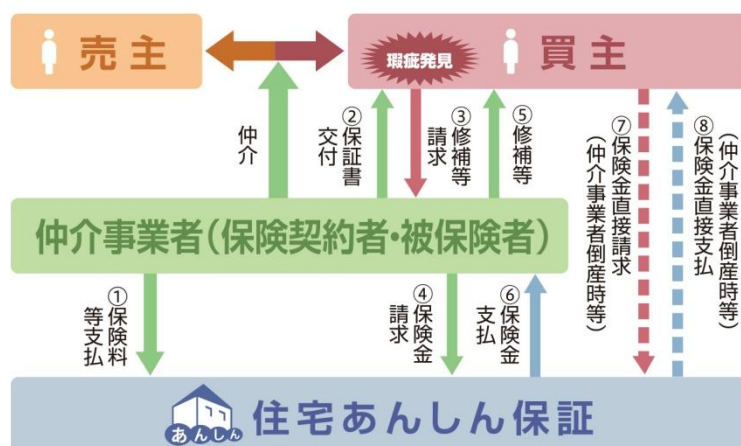 売主
瑕疵発見
買主
仲介
②保証書
交付
③修補等
請求
⑤修補等
⑦保険金直接請求
(仲介事業者倒産時等)
⑧保険金直接支払
(仲介事業者倒産時等)
仲介事業者(保険契約者・被保険者)
①保険料
等支払
④保険金
請求
⑥保険金
支払
あんしん
住宅あんしん保証